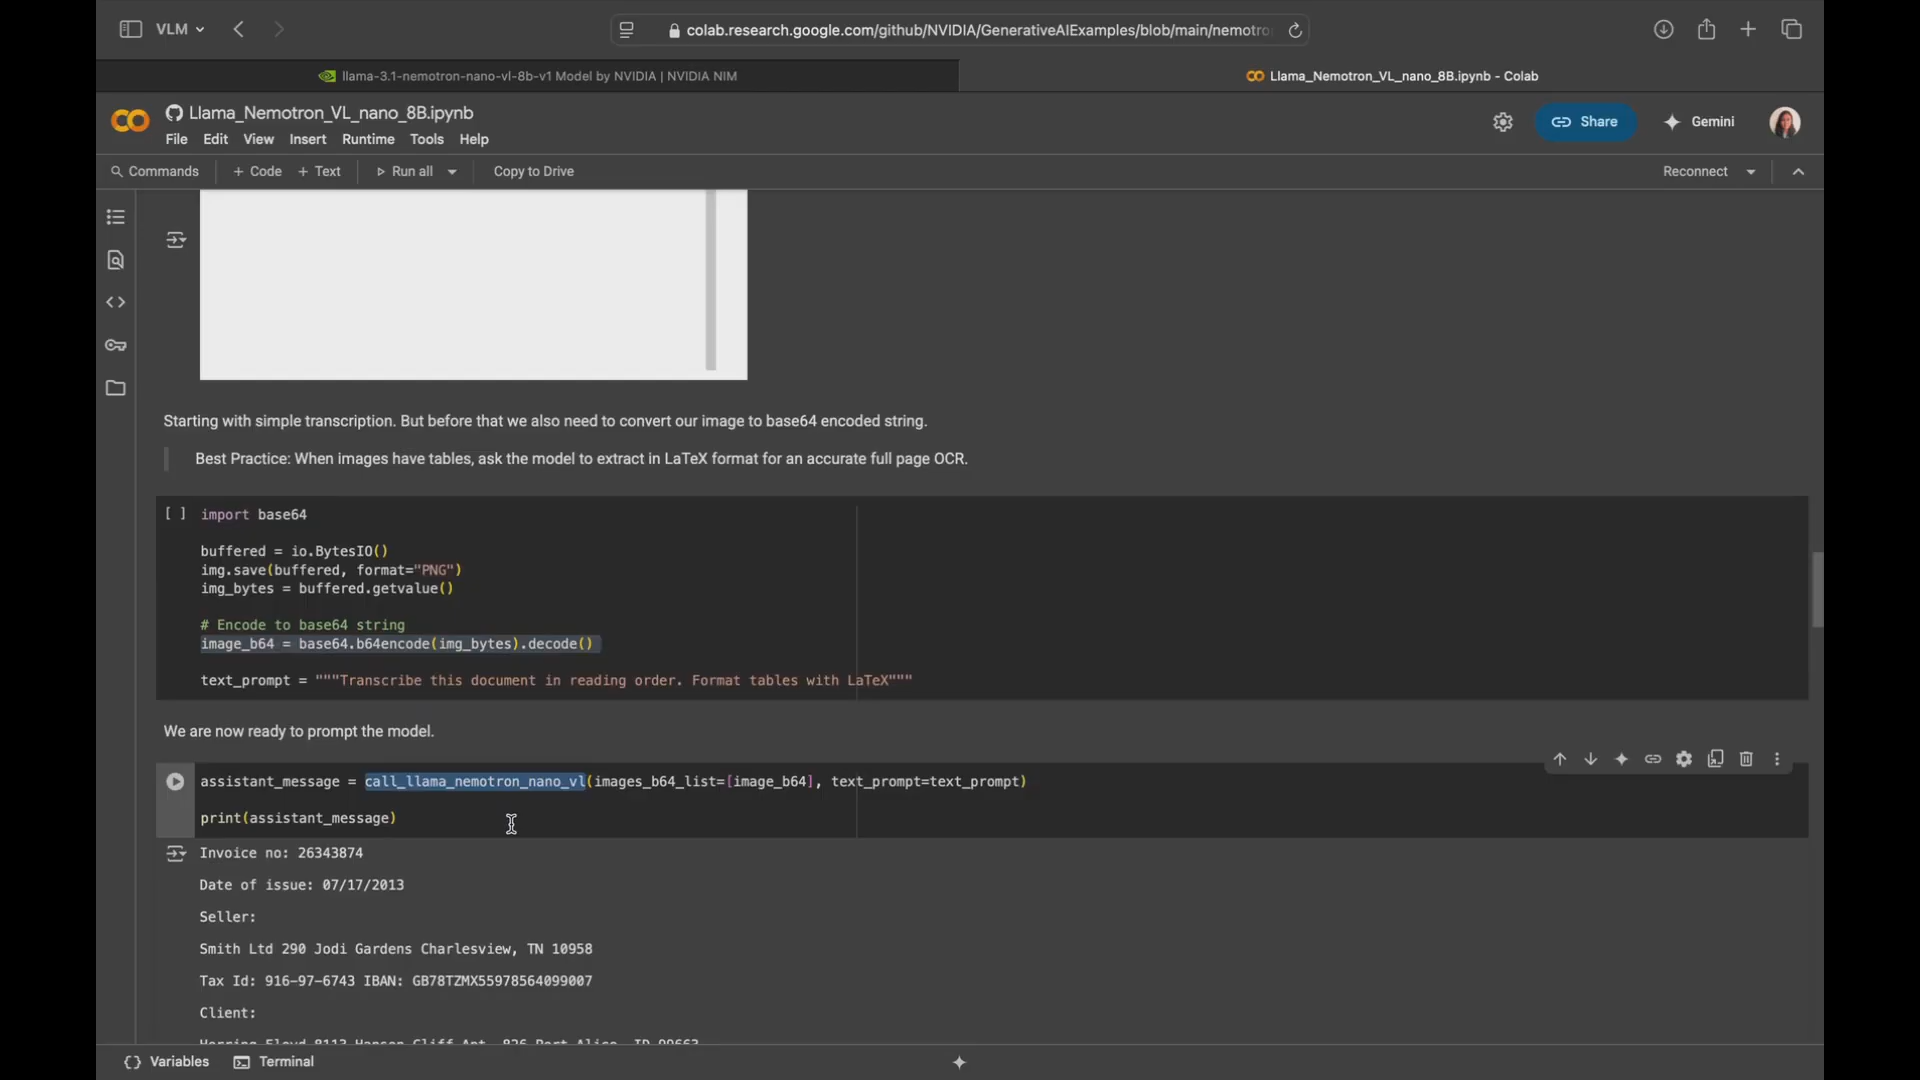 VLM
colab.research.google.com/github/NVIDIA/GenerativeAIExamples/blob/main/nemotro
llama-3.1-nemotron-nano-vl-8b-v1 Model by NVIDIA | NVIDIA NIM
Llama_Nemotron_VL_nano_8B.ipynb - Colab
Llama_Nemotron_VL_nano_8B.ipynb
File Edit View Insert Runtime Tools Help
Share
Gemini
Commands + Code + Text Run all Copy to Drive
Reconnect
Starting with simple transcription. But before that we also need to convert our image to base64 encoded string.
Best Practice: When images have tables, ask the model to extract in LaTeX format for an accurate full page OCR.
[ ] import base64
buffered = io.BytesIO()
img.save(buffered, format="PNG")
img_bytes = buffered.getvalue()
# Encode to base64 string
image_b64 = base64.b64encode(img_bytes).decode()
text_prompt = """Transcribe this document in reading order. Format tables with LaTeX"""
We are now ready to prompt the model.
assistant_message = call_llama_nemotron_nano_vl(images_b64_list=[image_b64], text_prompt=text_prompt)
print(assistant_message)
Invoice no: 26343874
Date of issue: 07/17/2013
Seller:
Smith Ltd 290 Jodi Gardens Charlesview, TN 10958
Tax Id: 916-97-6743 IBAN: GB78TZMX55978564099007
Client:
Variables Terminal